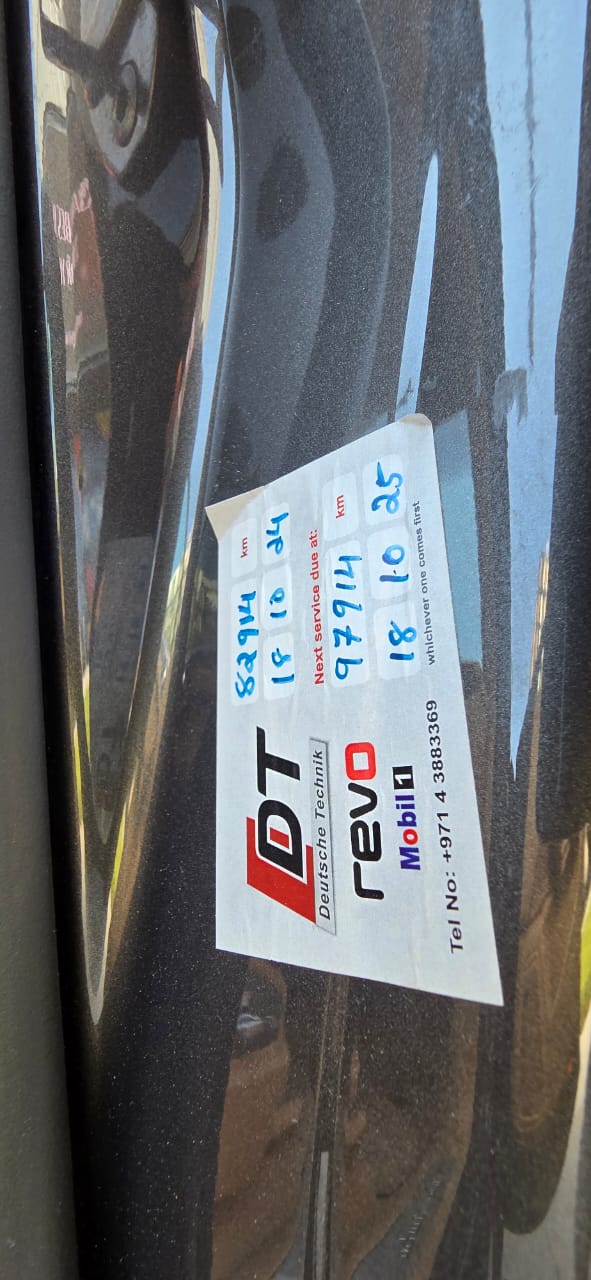 DT
Deutsche Technik
revo
Mobil 1
82914 km
18 10 24
Next service due at:
97914 km
18 10 25
whichever one comes first
Tel No: +971 4 3883369